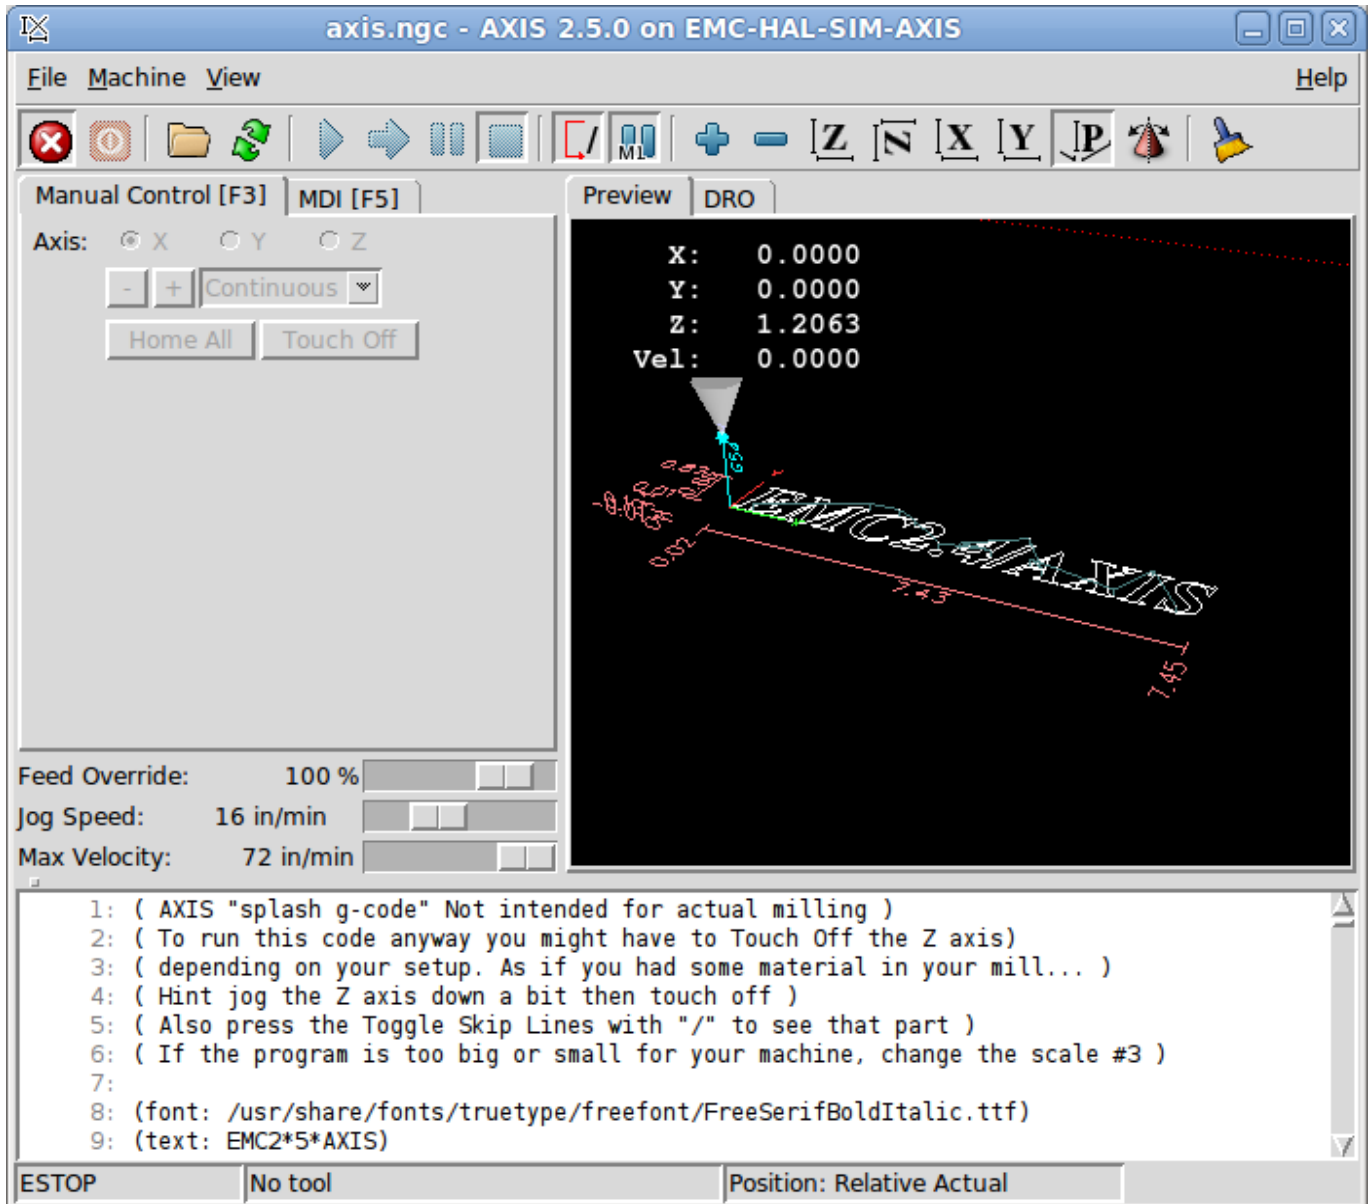 axis.ngc - AXIS 2.5.0 on EMC-HAL-SIM-AXIS
File Machine View Help
M1 Z N X Y P
Manual Control [F3] MDI [F5] Preview DRO
Axis: X Y Z
- + Continuous
Home All Touch Off
X: 0.0000
Y: 0.0000
Z: 1.2063
Vel: 0.0000
G54
EMC2.4/AXIS
0.02
7.43
7.45
Feed Override: 100 %
Jog Speed: 16 in/min
Max Velocity: 72 in/min
1: ( AXIS "splash g-code" Not intended for actual milling )
2: ( To run this code anyway you might have to Touch Off the Z axis)
3: ( depending on your setup. As if you had some material in your mill... )
4: ( Hint jog the Z axis down a bit then touch off )
5: ( Also press the Toggle Skip Lines with "/" to see that part )
6: ( If the program is too big or small for your machine, change the scale #3 )
7:
8: (font: /usr/share/fonts/truetype/freefont/FreeSerifBoldItalic.ttf)
9: (text: EMC2*5*AXIS)
ESTOP No tool Position: Relative Actual